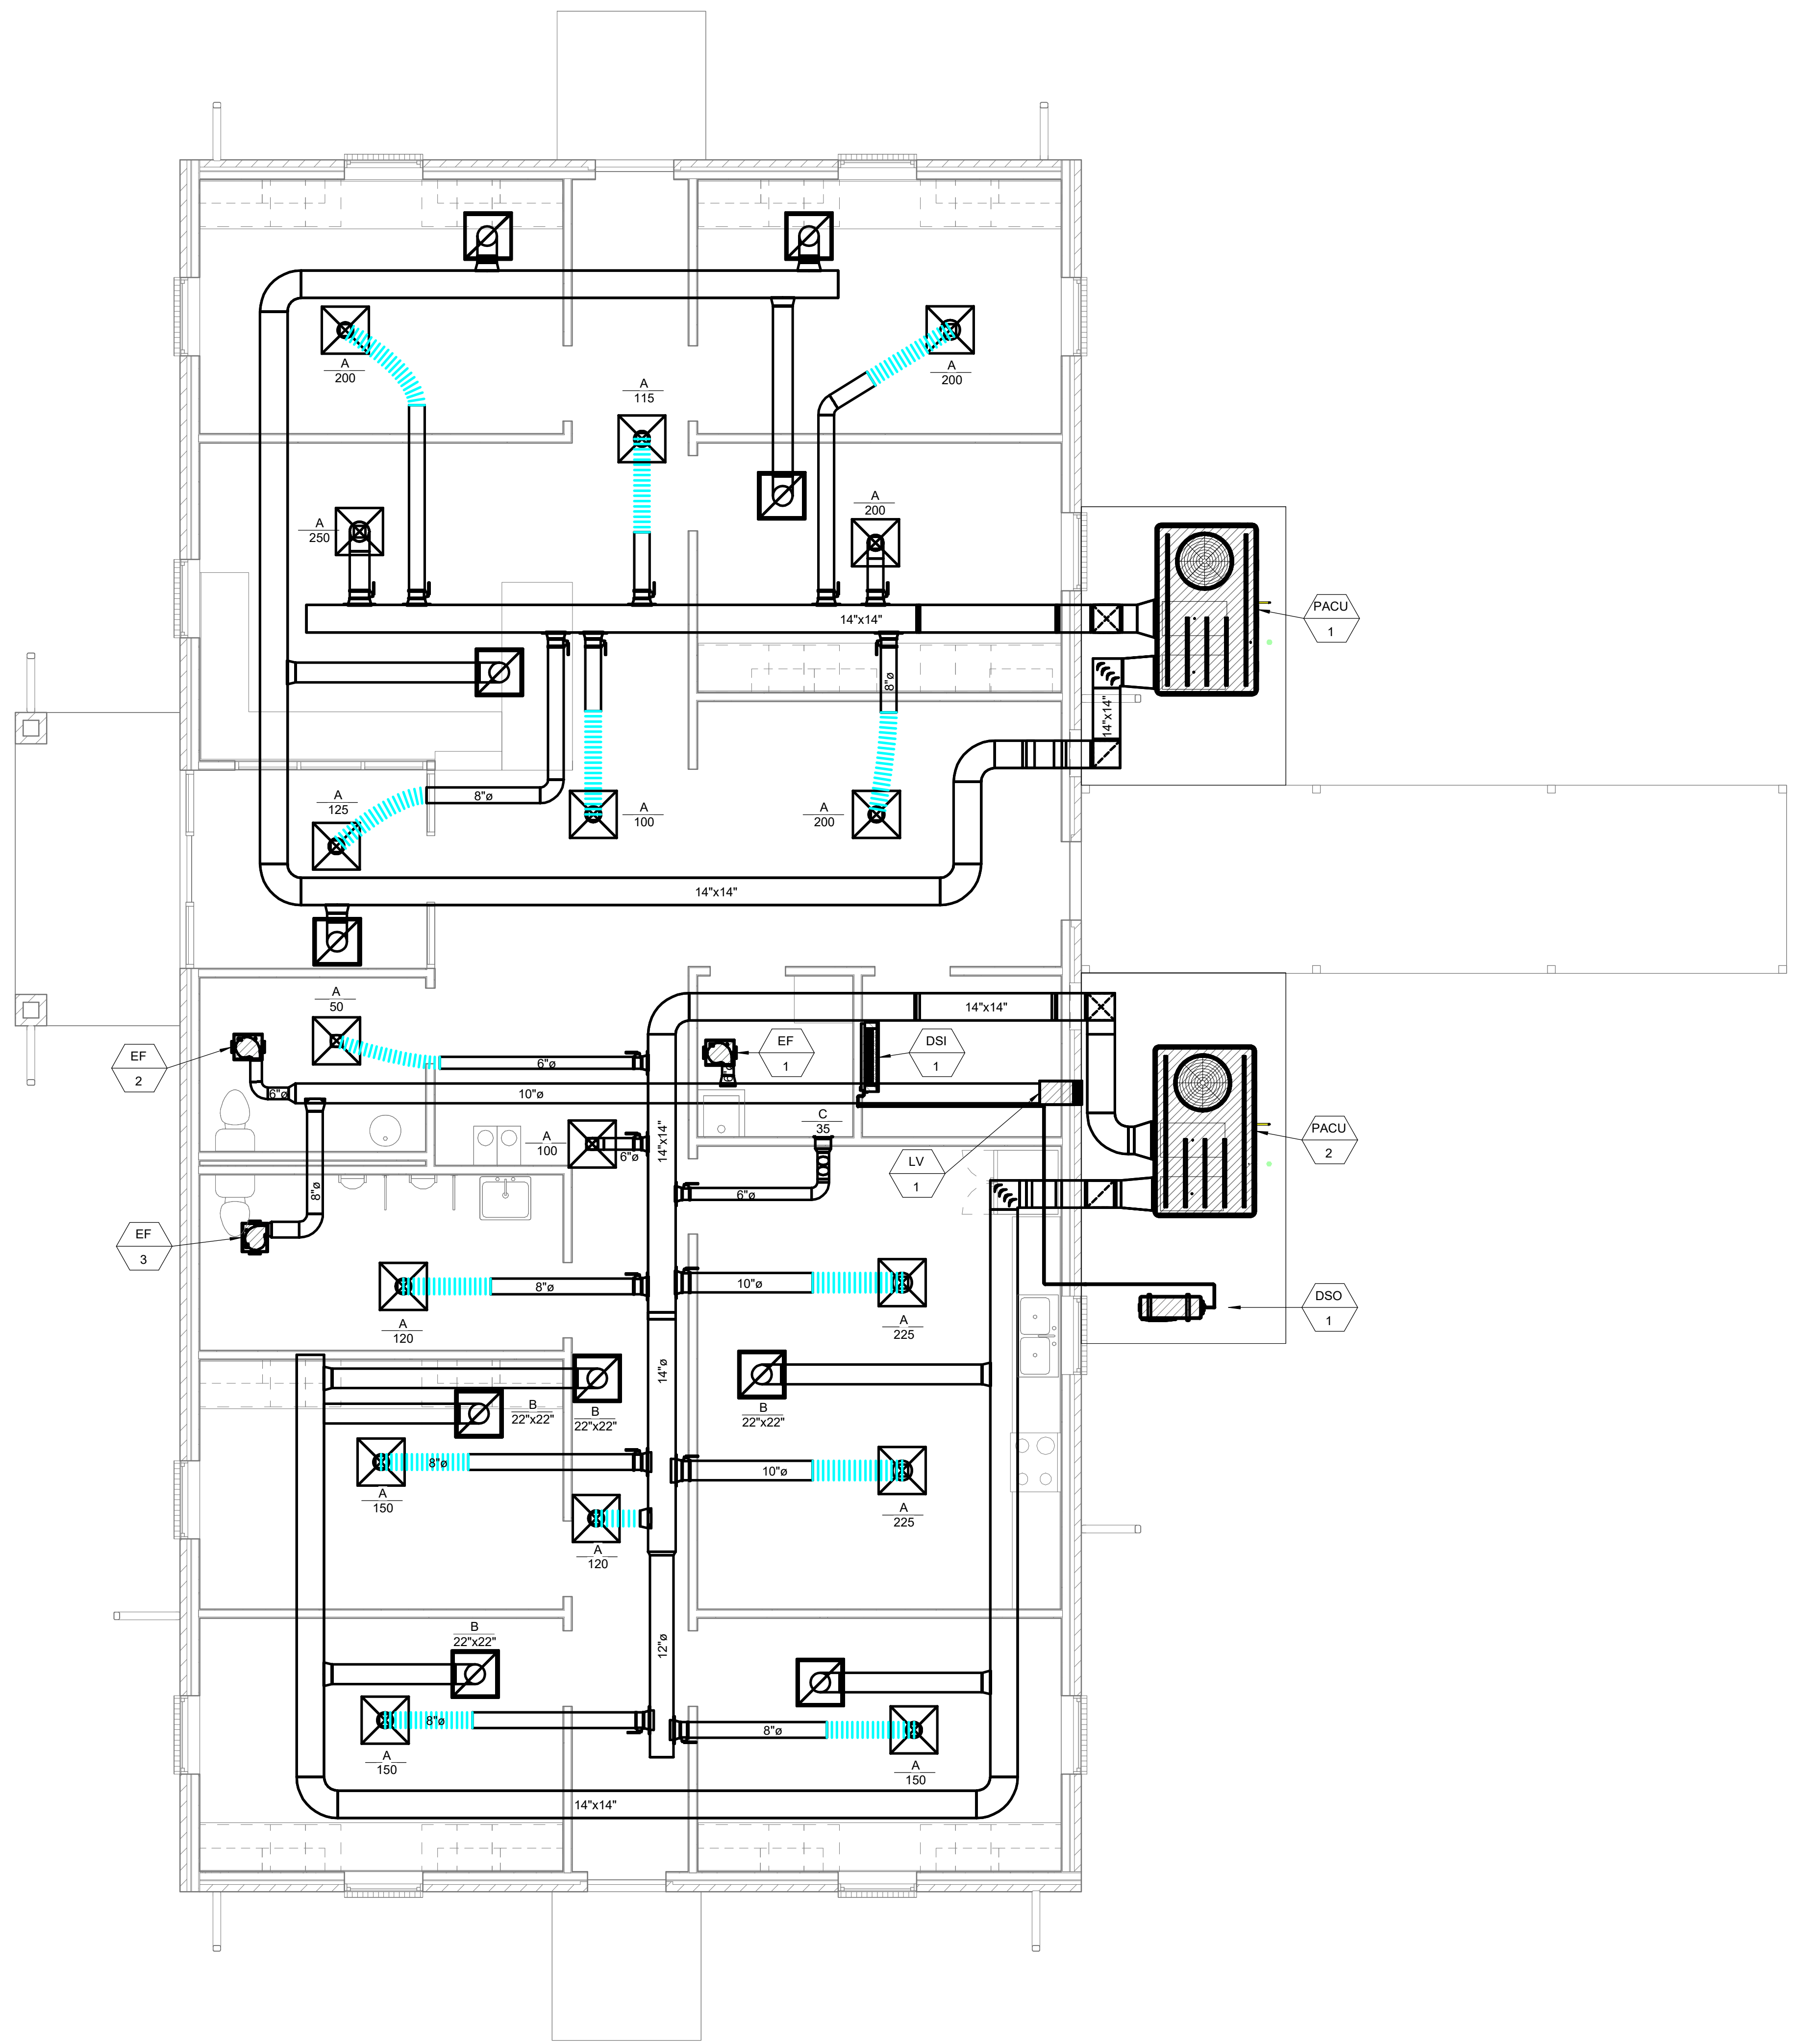 A
200
A
200
A
115
A
250
A
200
PACU
1
14"x14"
8"ø
14"x14"
A
125
8"ø
A
100
A
200
14"x14"
A
50
14"x14"
EF
2
EF
1
DSI
1
6"ø
6"ø
10"ø
C
35
PACU
2
A
100
6"ø
14"x14"
LV
1
8"ø
6"ø
EF
3
8"ø
10"ø
DSO
1
A
120
A
225
14"ø
B
22"x22"
B
22"x22"
B
22"x22"
8"ø
10"ø
A
150
A
225
A
120
B
22"x22"
12"ø
8"ø
8"ø
A
150
A
150
14"x14"